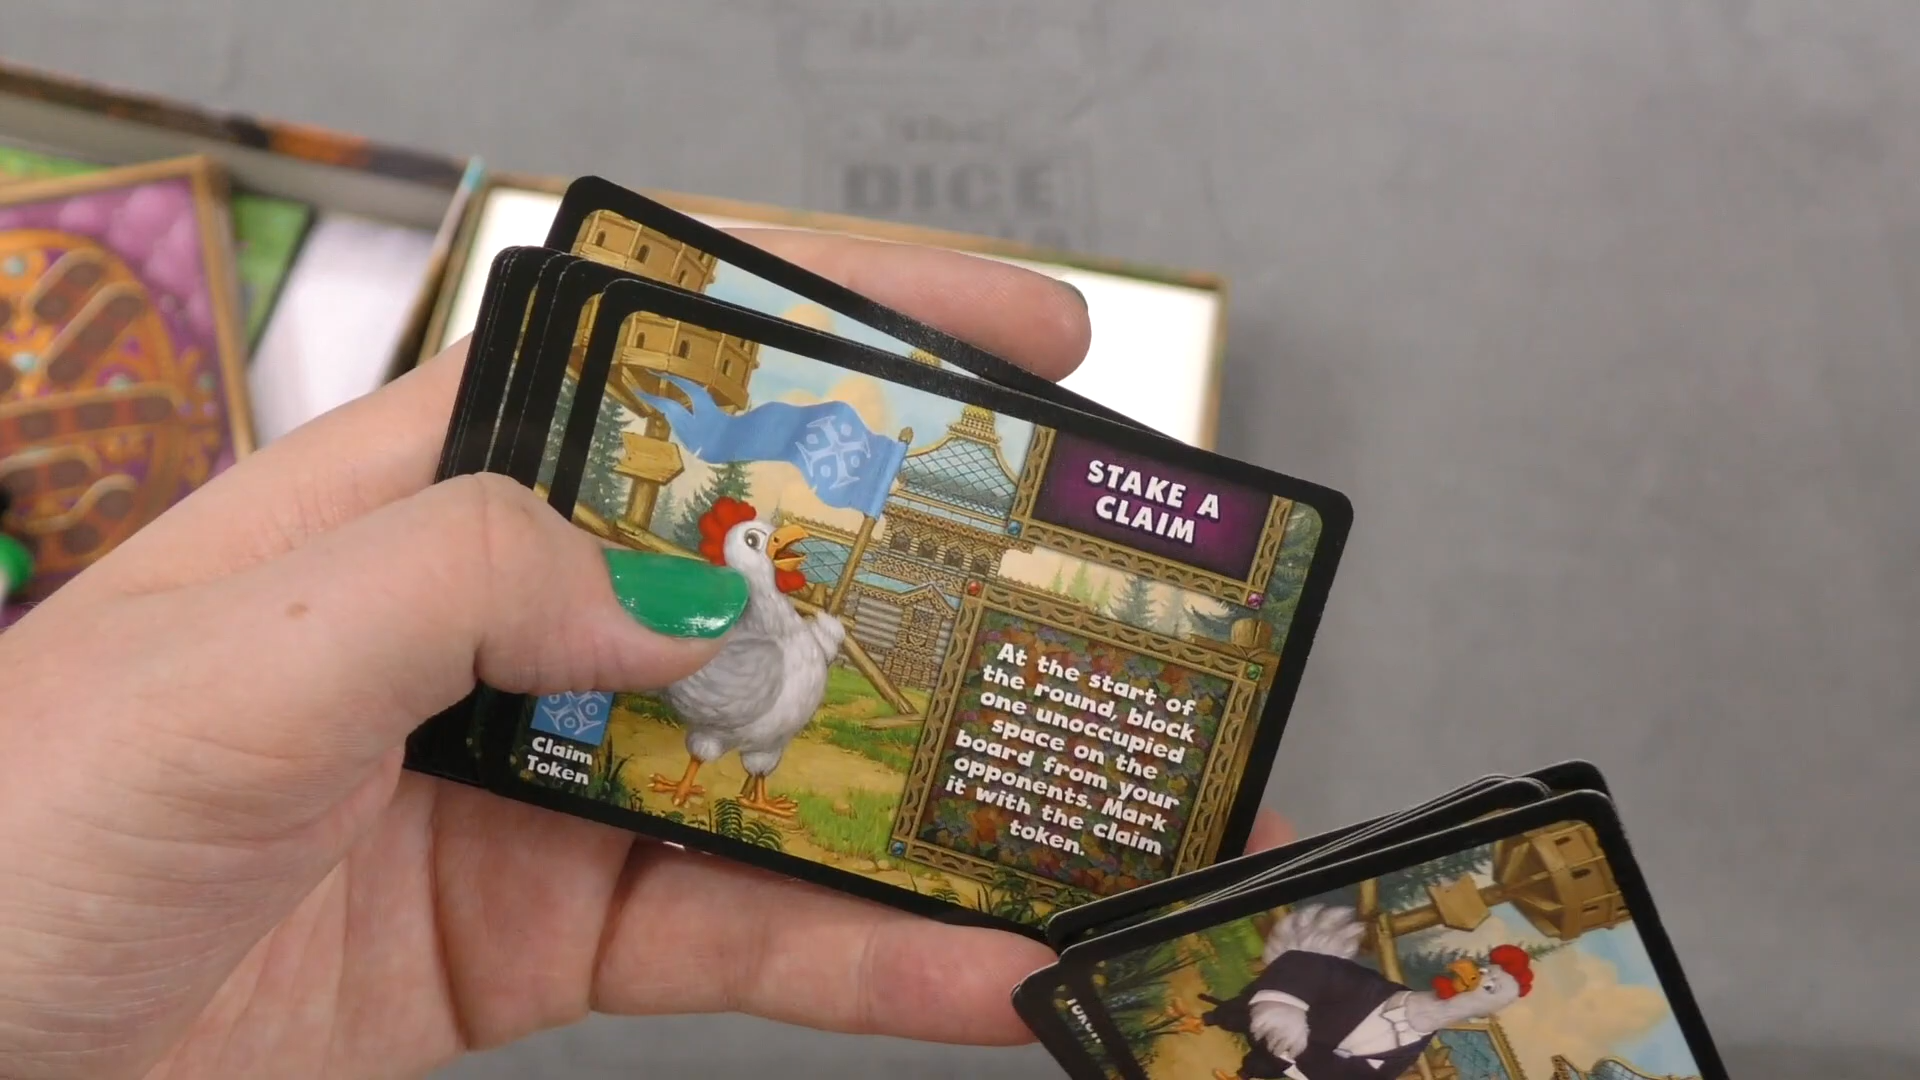 DICE
STAKE A
CLAIM
At the start of
the round, block
one unoccupied
space on the
board from your
opponents. Mark
it with the claim
token.
Claim
Token